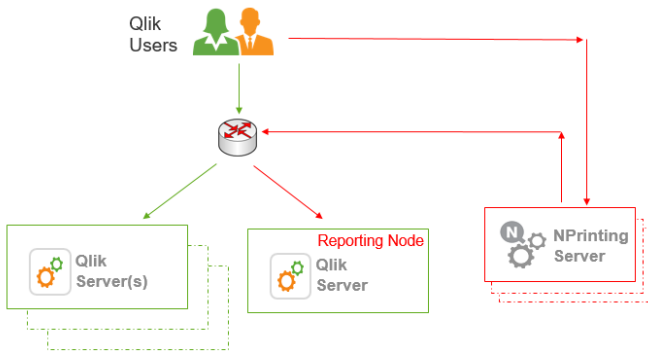 Qlik
Users
Reporting Node
Qlik
Server(s)
Qlik
Server
N
NPrinting
Server